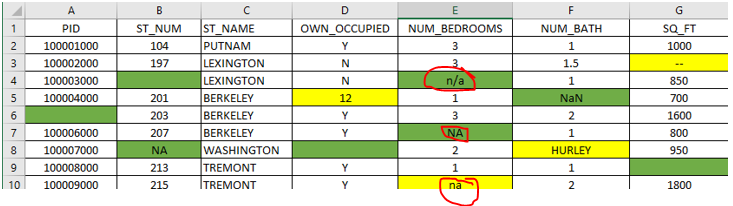 A B C D E F G
1 PID ST_NUM ST_NAME OWN_OCCUPIED NUM_BEDROOMS NUM_BATH SQ_FT
2 100001000 104 PUTNAM Y 3 1 1000
3 100002000 197 LEXINGTON N 3 1.5 --
4 100003000 LEXINGTON N n/a 1 850
5 100004000 201 BERKELEY 12 1 NaN 700
6 203 BERKELEY Y 3 2 1600
7 100006000 207 BERKELEY Y NA 1 800
8 100007000 NA WASHINGTON 2 HURLEY 950
9 100008000 213 TREMONT Y 1 1
10 100009000 215 TREMONT Y na 2 1800